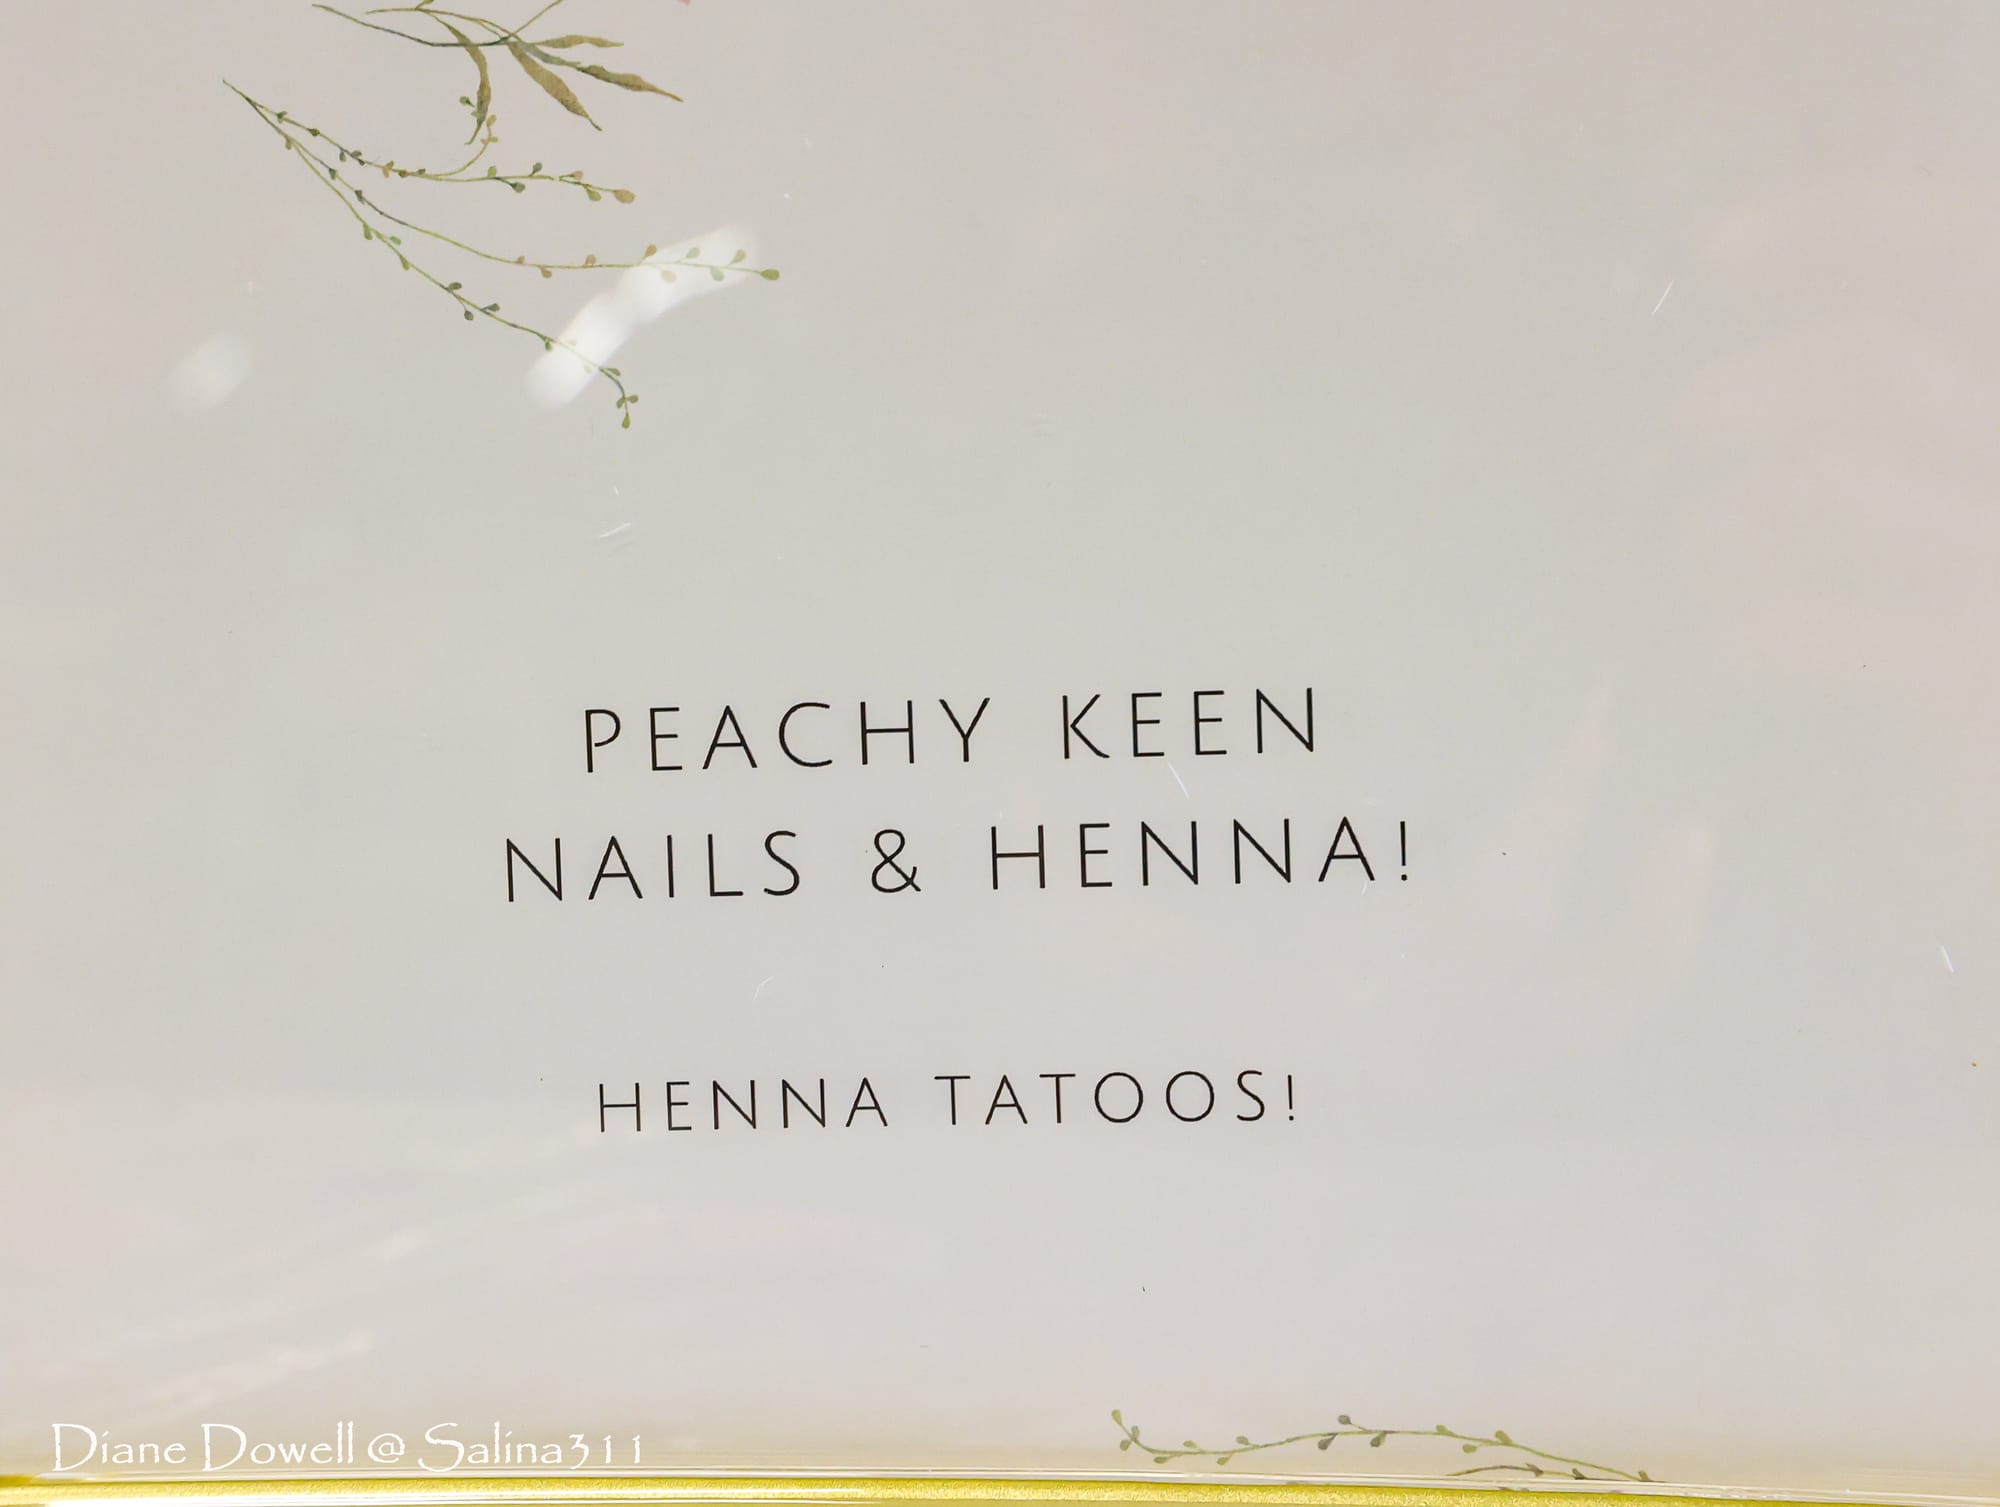 PEACHY KEEN
NAILS & HENNA!
HENNA TATOOS!
Diane Dowell @ Salina311